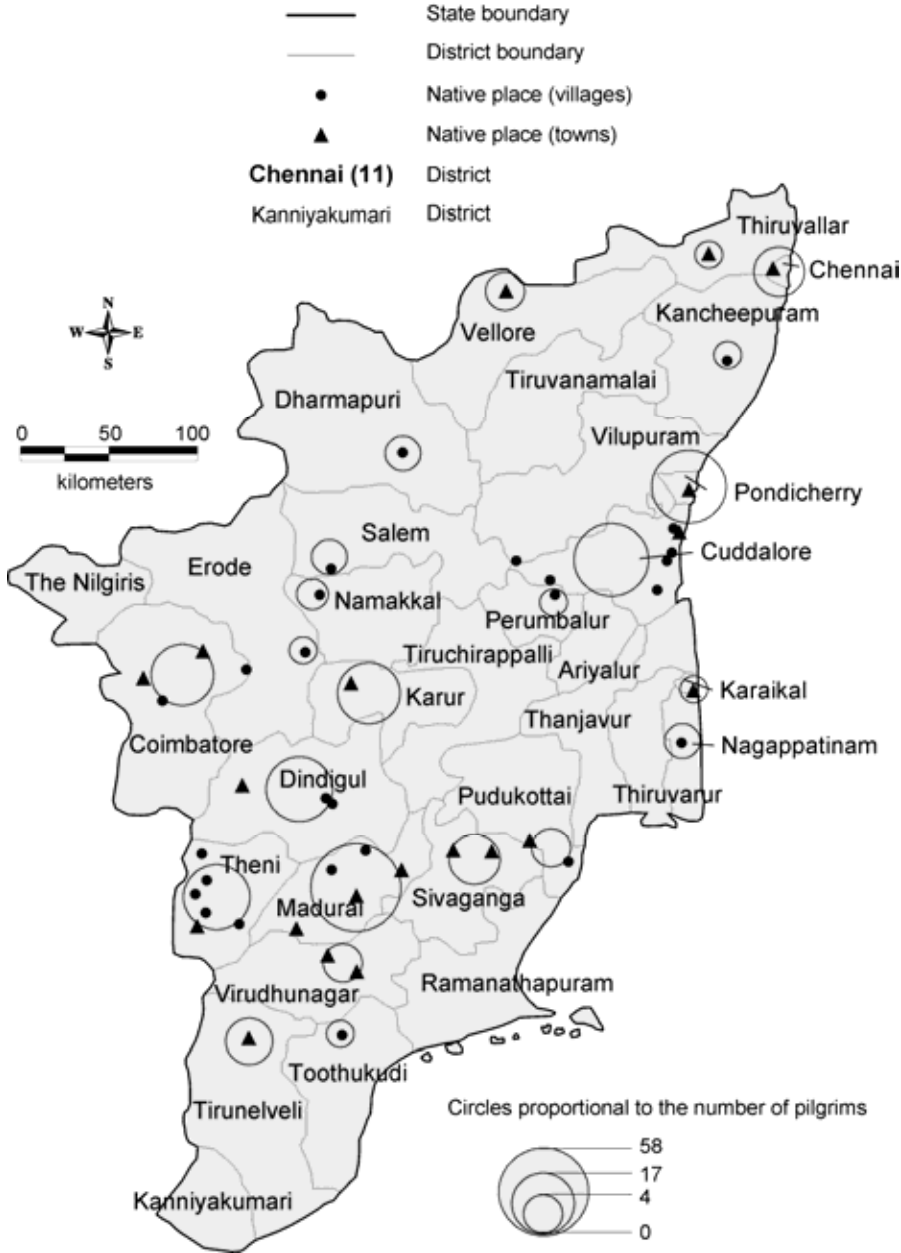 State boundary
District boundary
Native place (villages)
Native place (towns)
Chennai (11) District
Kanniyakumari District
Thiruvallar
Chennai
Kancheepuram
Vellore
Tiruvanamalai
N
W E
S
Dharmapuri
0 50 100
kilometers
Vilupuram
Pondicherry
Salem
Cuddalore
Erode
The Nilgiris
Namakkal
Perumbalur
Tiruchirappalli
Ariyalur
Karur
Karaikal
Thanjavur
Coimbatore
Nagappatinam
Dindigul
Pudukottai
Thiruvarur
Theni
Sivaganga
Madurai
Ramanathapuram
Virudhunagar
Toothukudi
Tirunelveli
Circles proportional to the number of pilgrims
58
17
4
0
Kanniyakumari